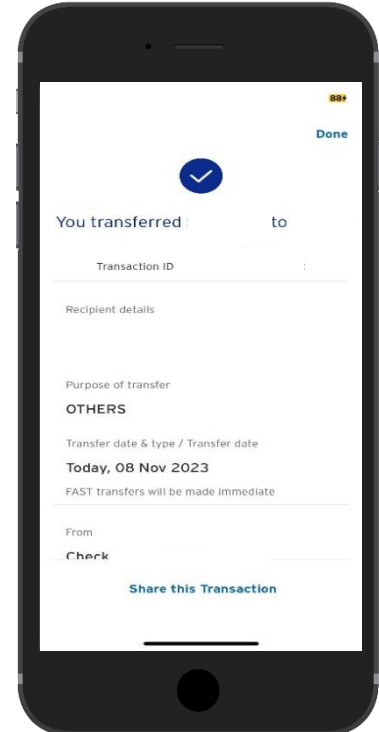 88
Done
You transferred to
Transaction ID
Recipient details
Purpose of transfer
OTHERS
Transfer date & type / Transfer date
Today, 08 Nov 2023
FAST transfers will be made immediate
From
Check
Share this Transaction